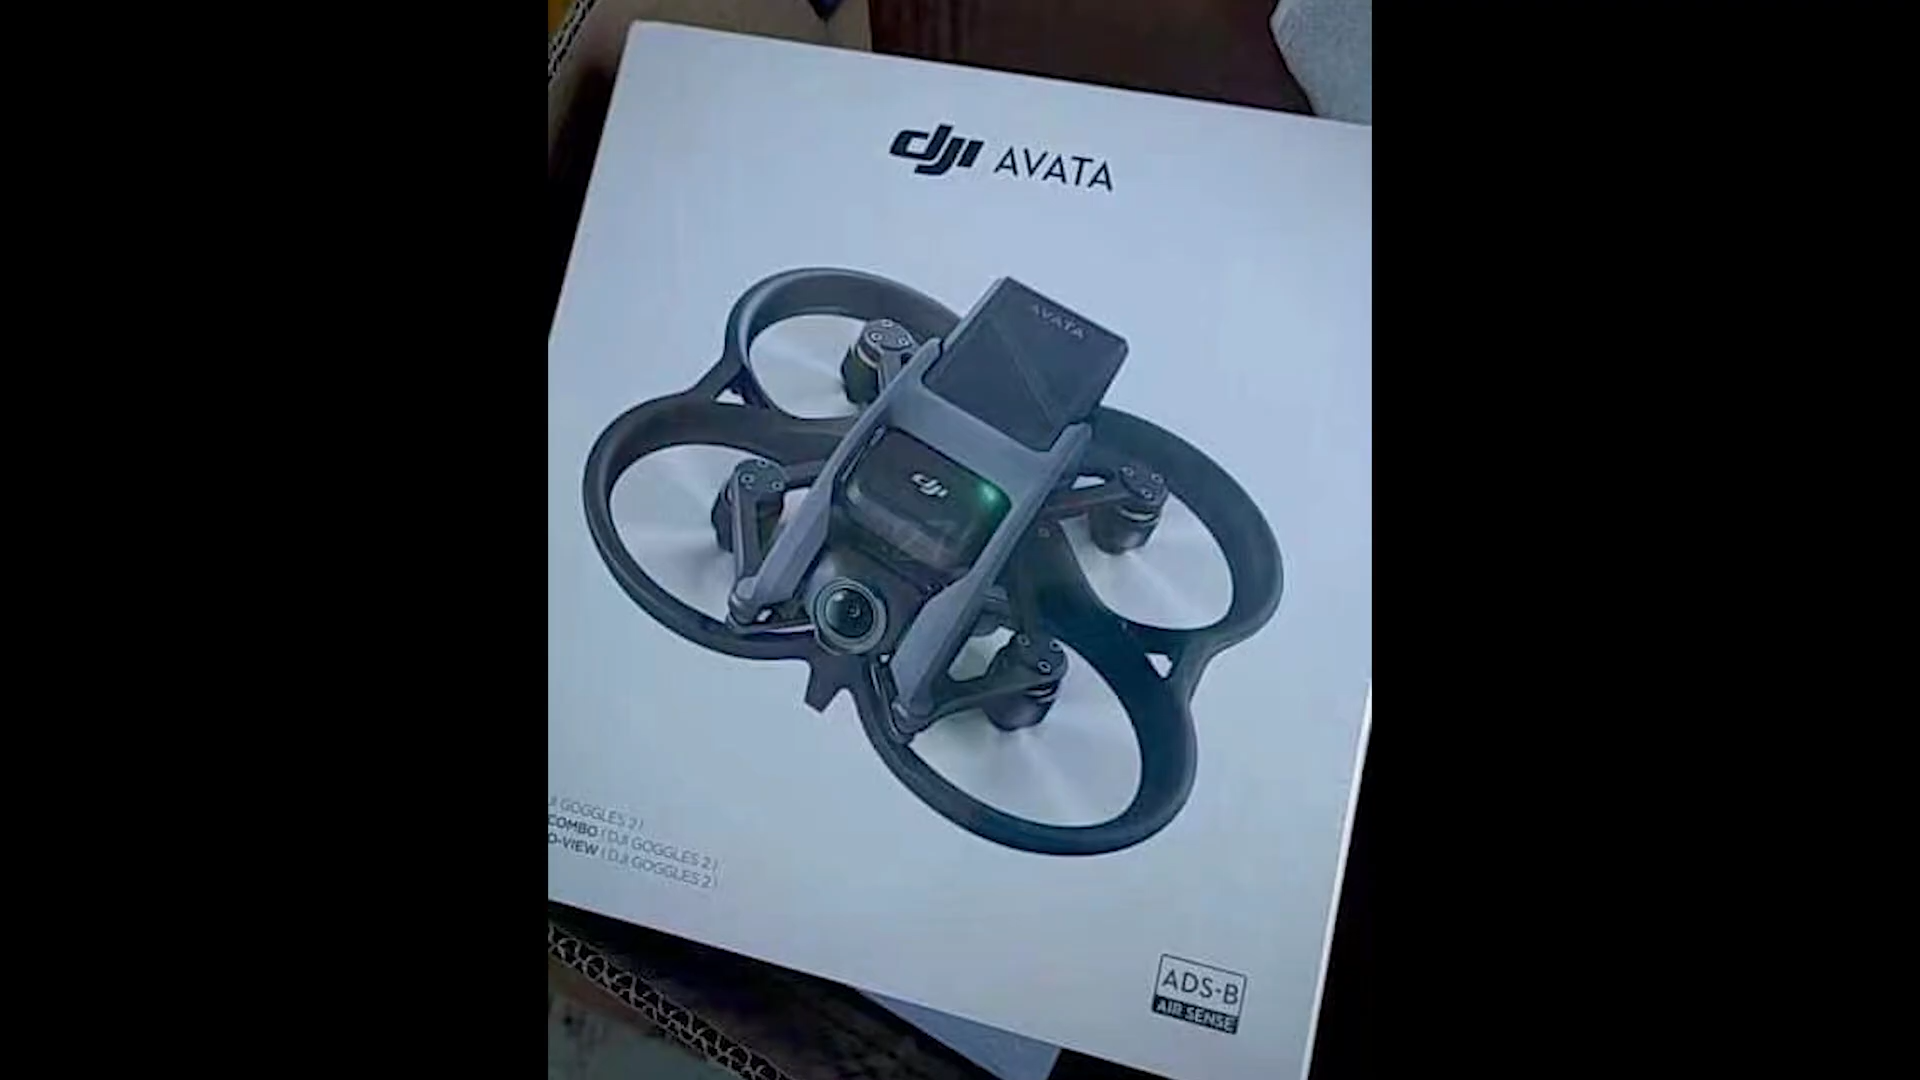 dji AVATA
AVATA
dji
GOGGLES 2)
COMBO (DJI GOGGLES 2)
O-VIEW (DJI GOGGLES 2)
ADS-B
AIR SENSE